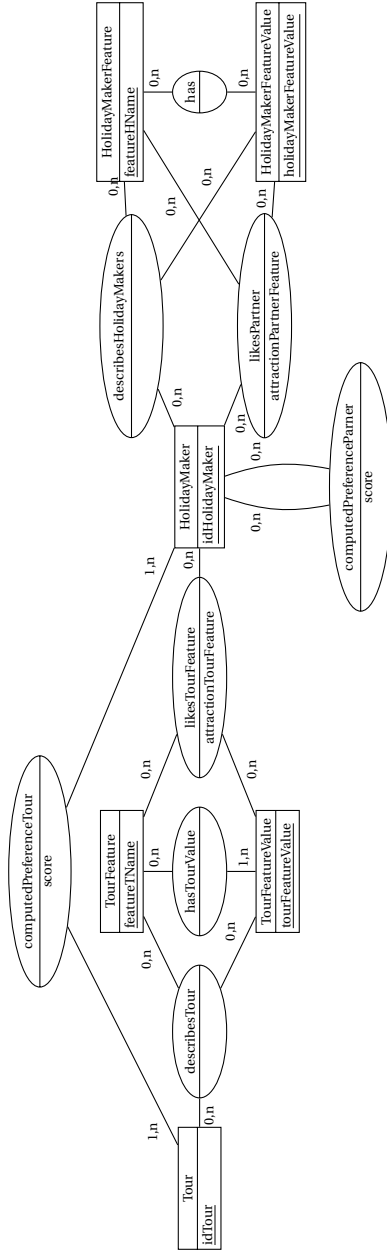 computedPreferenceTour
score
1,n
1,n
TourFeature
featureTName
0,n
0,n
0,n
Tour
idTour
0,n
describesTour
hasTourValue
likesTourFeature
attractionTourFeature
0,n
0,n
1,n
0,n
TourFeatureValue
tourFeatureValue
HolidayMaker
idHolidayMaker
0,n
0,n
0,n
0,n
computedPreferenceParner
score
describesHolidayMakers
0,n
0,n
0,n
HolidayMakerFeature
featureHName
0,n
has
0,n
likesPartner
attractionPartnerFeature
0,n
HolidayMakerFeatureValue
holidayMakerFeatureValue